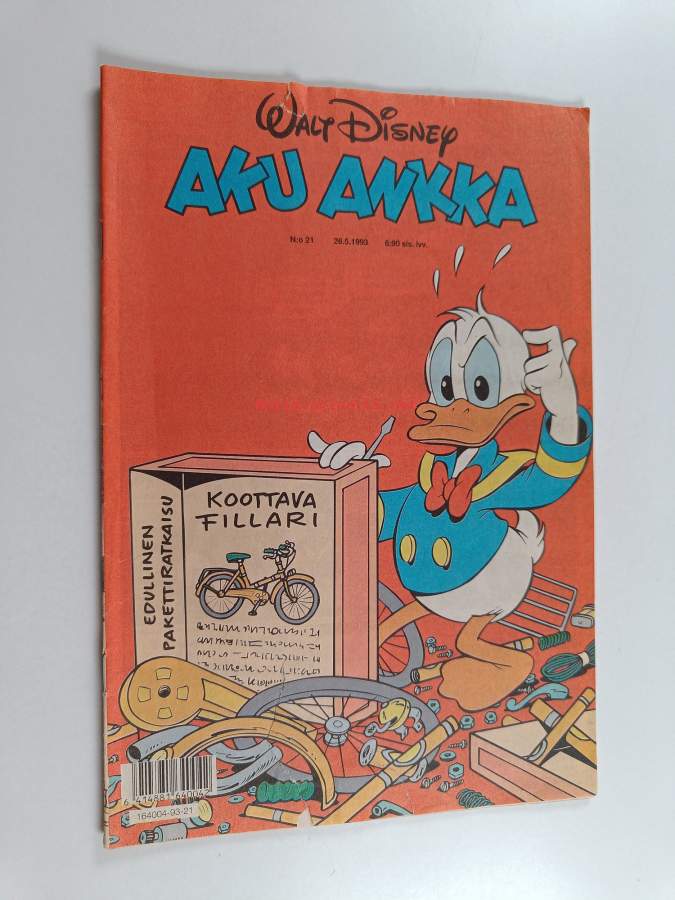 WALT DISNEY
AKU ANKKA
N:o 21 26.5.1993 6:90 sis. lvv.
EDULLINEN
PAKETTIRATKAISU
KOOTTAVA
FILLARI
6 414881 640042
164004-93-21